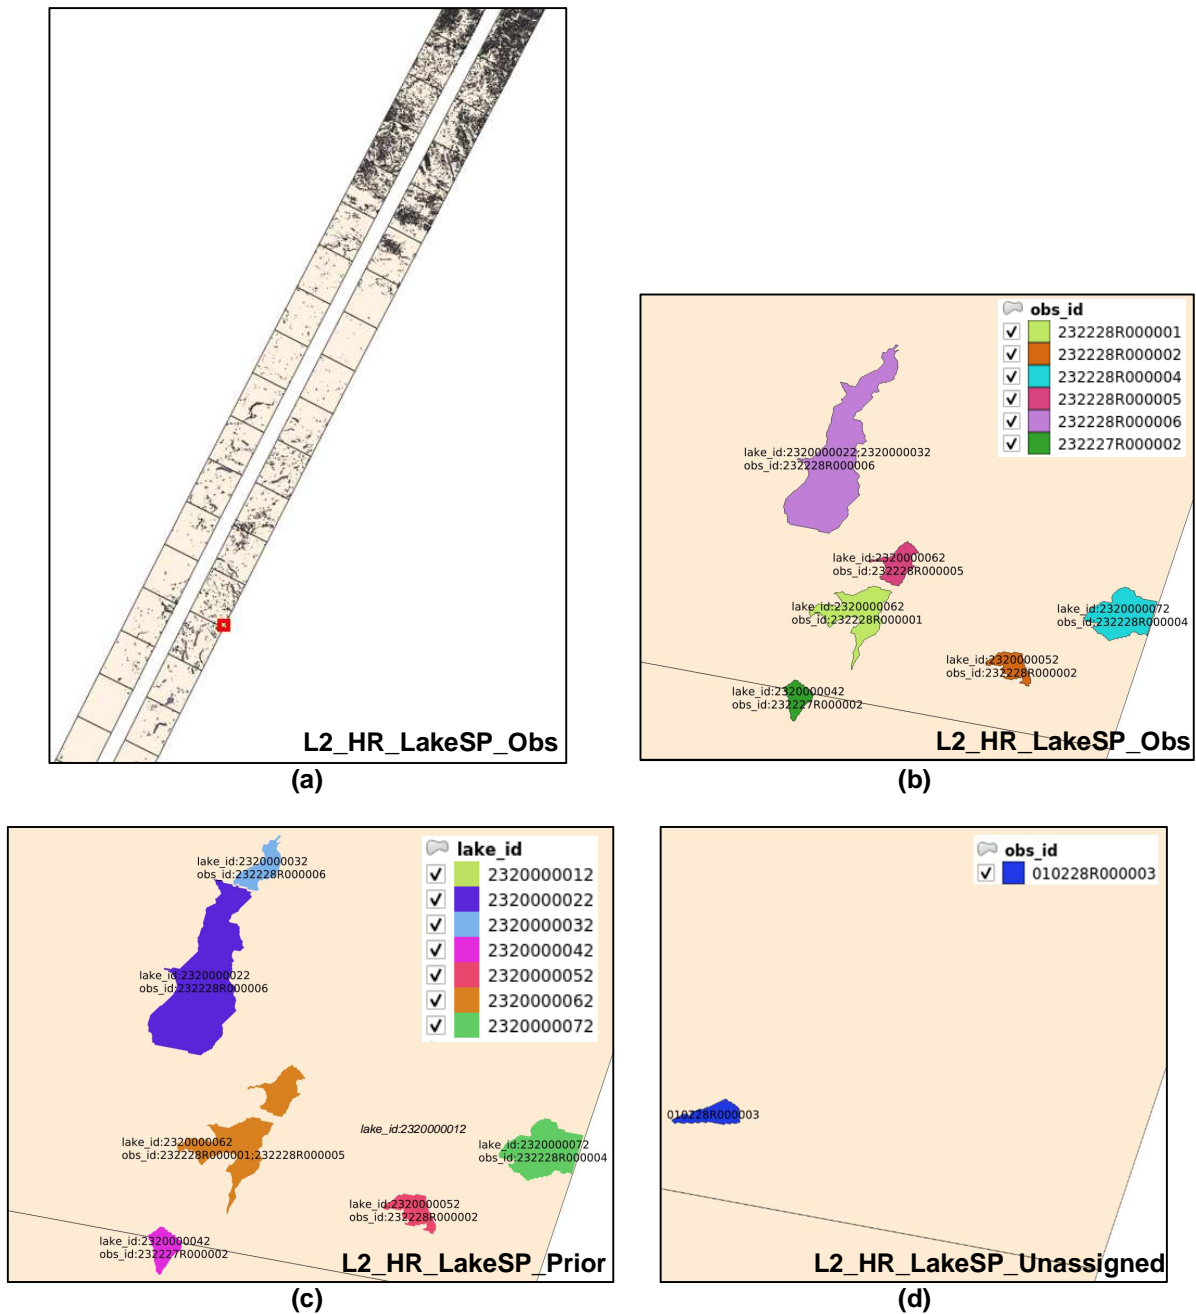 L2_HR_LakeSP_Obs
(a)
obs_id
232228R000001
232228R000002
232228R000004
232228R000005
232228R000006
232227R000002
lake_id:2320000022;2320000032
obs_id:232228R000006
lake_id:2320000062
obs_id:232228R000005
lake_id:2320000062
obs_id:232228R000001
lake_id:2320000072
obs_id:232228R000004
lake_id:2320000052
obs_id:232228R000002
lake_id:2320000042
obs_id:232227R000002
L2_HR_LakeSP_Obs
(b)
lake_id
2320000012
2320000022
2320000032
2320000042
2320000052
2320000062
2320000072
lake_id:2320000032
obs_id:232228R000006
lake_id:2320000022
obs_id:232228R000006
lake_id:2320000012
lake_id:2320000062
obs_id:232228R000001;232228R000005
lake_id:2320000072
obs_id:232228R000004
lake_id:2320000052
obs_id:232228R000002
lake_id:2320000042
obs_id:232227R000002
L2_HR_LakeSP_Prior
(c)
obs_id
010228R000003
010228R000003
L2_HR_LakeSP_Unassigned
(d)